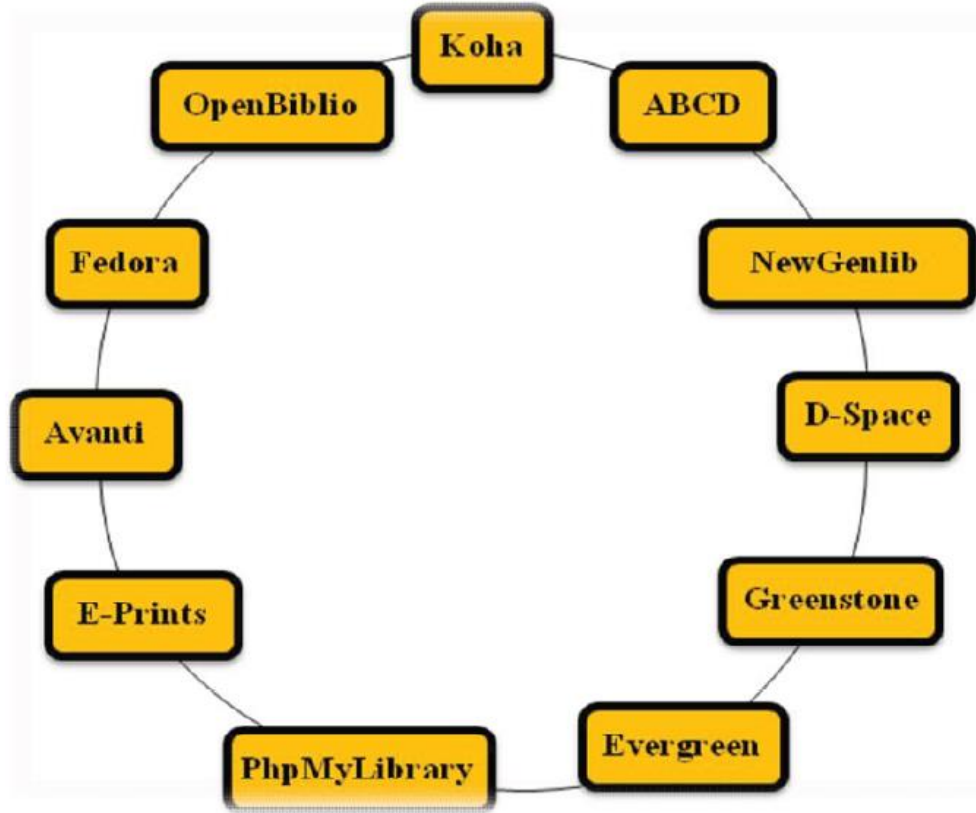 Koha
ABCD
NewGenlib
D-Space
Greenstone
Evergreen
PhpMyLibrary
E-Prints
Avanti
Fedora
OpenBiblio